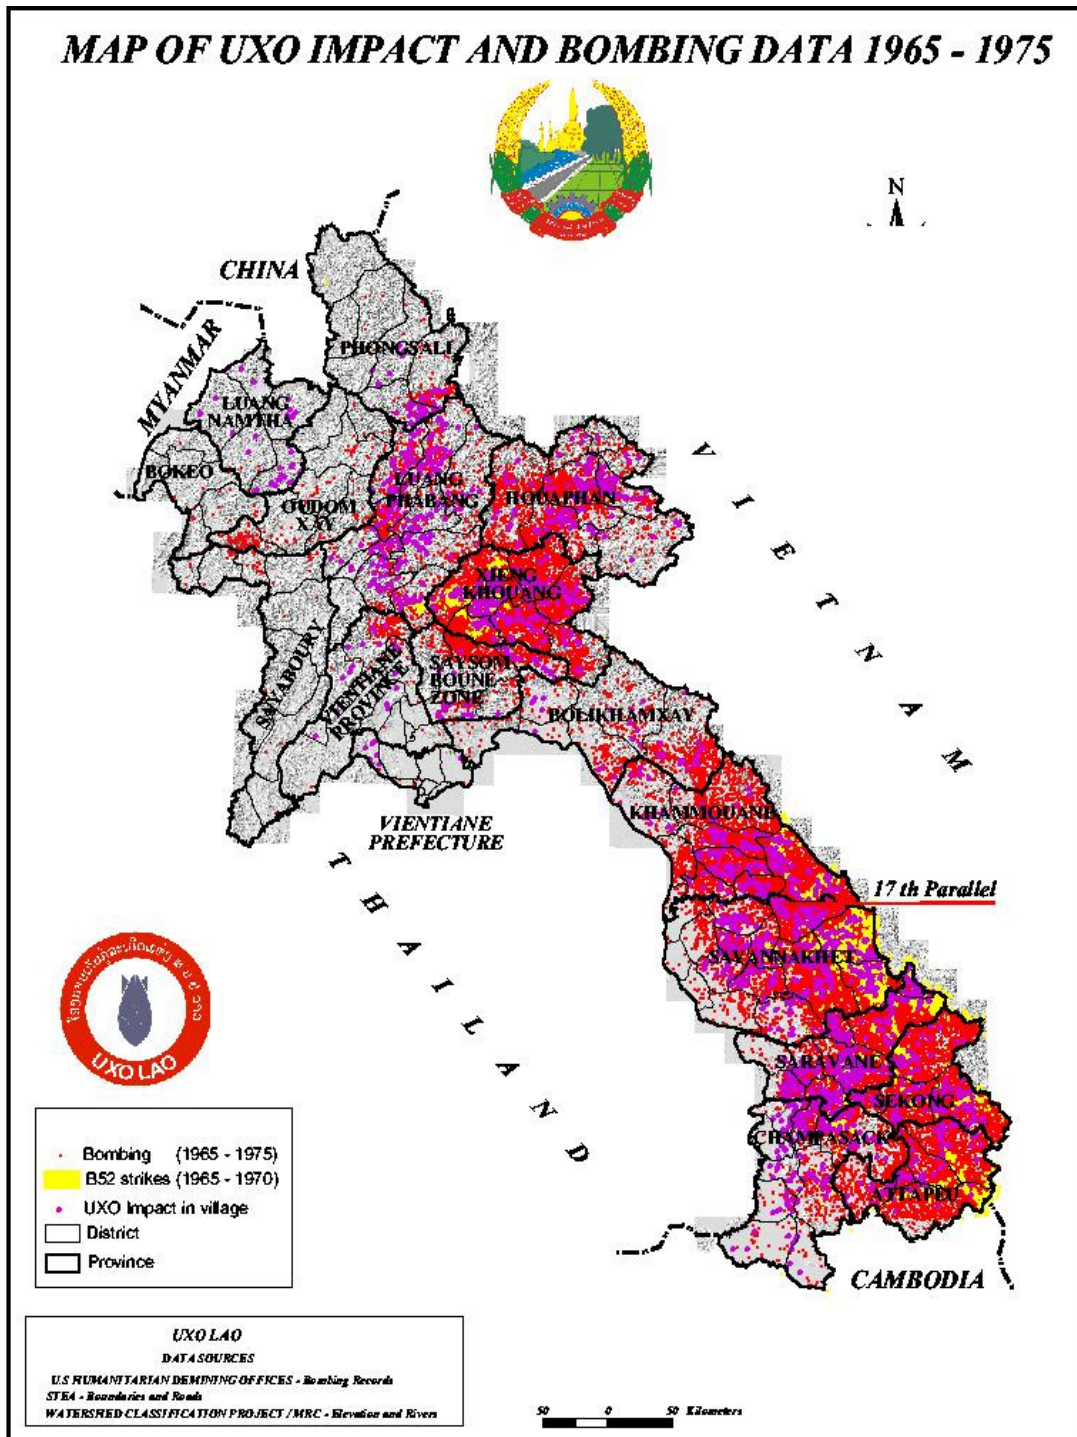 MAP OF UXO IMPACT AND BOMBING DATA 1965 - 1975
N
CHINA
MYANMAR
PHONGSALI
LUANG
NAMTHA
BOKEO
OUDOM
XAY
LUANG
PHABANG
HOUAPHAN
VIETNAM
XIENG
KHOUANG
SAYABOURY
VIENTIANE
PROVINCE
SAYSOM
BOUNE
ZONE
BOLIKHAMXAY
VIENTIANE
PREFECTURE
KHAMMOUANE
THAILAND
17 th Parallel
SAVANNAKHET
SARAVANE
SEKONG
CHAMPASACK
ATTAPEU
CAMBODIA
UXO LAO
Bombing (1965 - 1975)
B52 strikes (1965 - 1970)
UXO Impact in village
District
Province
UXO LAO
DATA SOURCES
U.S HUMANITARIAN DEMINING OFFICES - Bombing Records
STEA - Boundaries and Roads
WATERSHED CLASSIFICATION PROJECT / MRC - Elevation and Rivers
50 0 50 Kilometers